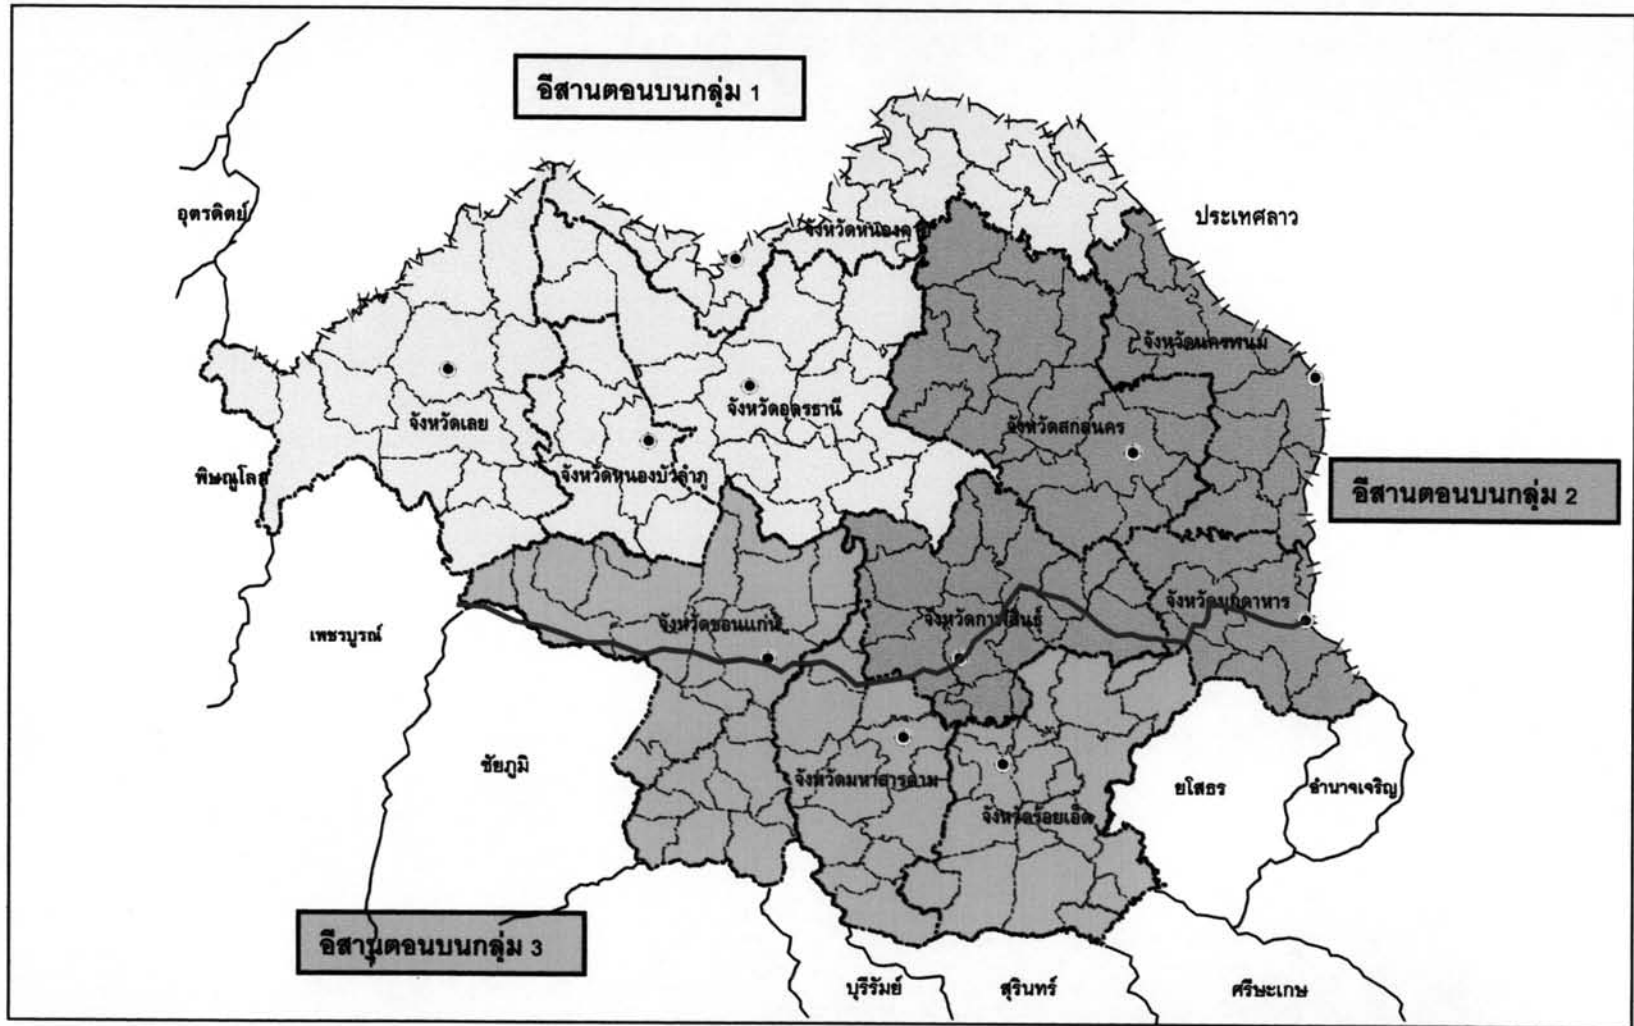 อีสานตอนบนกลุ่ม 1
อุตรดิตย์
ประเทศลาว
จังหวัดหนองคาย
จังหวัดนครพนม
จังหวัดเลย
จังหวัดอุดรธานี
จังหวัดสกลนคร
พิษณุโลก
จังหวัดหนองบัวลำภู
อีสานตอนบนกลุ่ม 2
เพชรบูรณ์
จังหวัดขอนแก่น
จังหวัดกาฬสินธุ์
จังหวัดมุกดาหาร
ชัยภูมิ
จังหวัดมหาสารคาม
ยโสธร
อำนาจเจริญ
จังหวัดร้อยเอ็ด
อีสานตอนบนกลุ่ม 3
บุรีรัมย์
สุรินทร์
ศรีษะเกษ